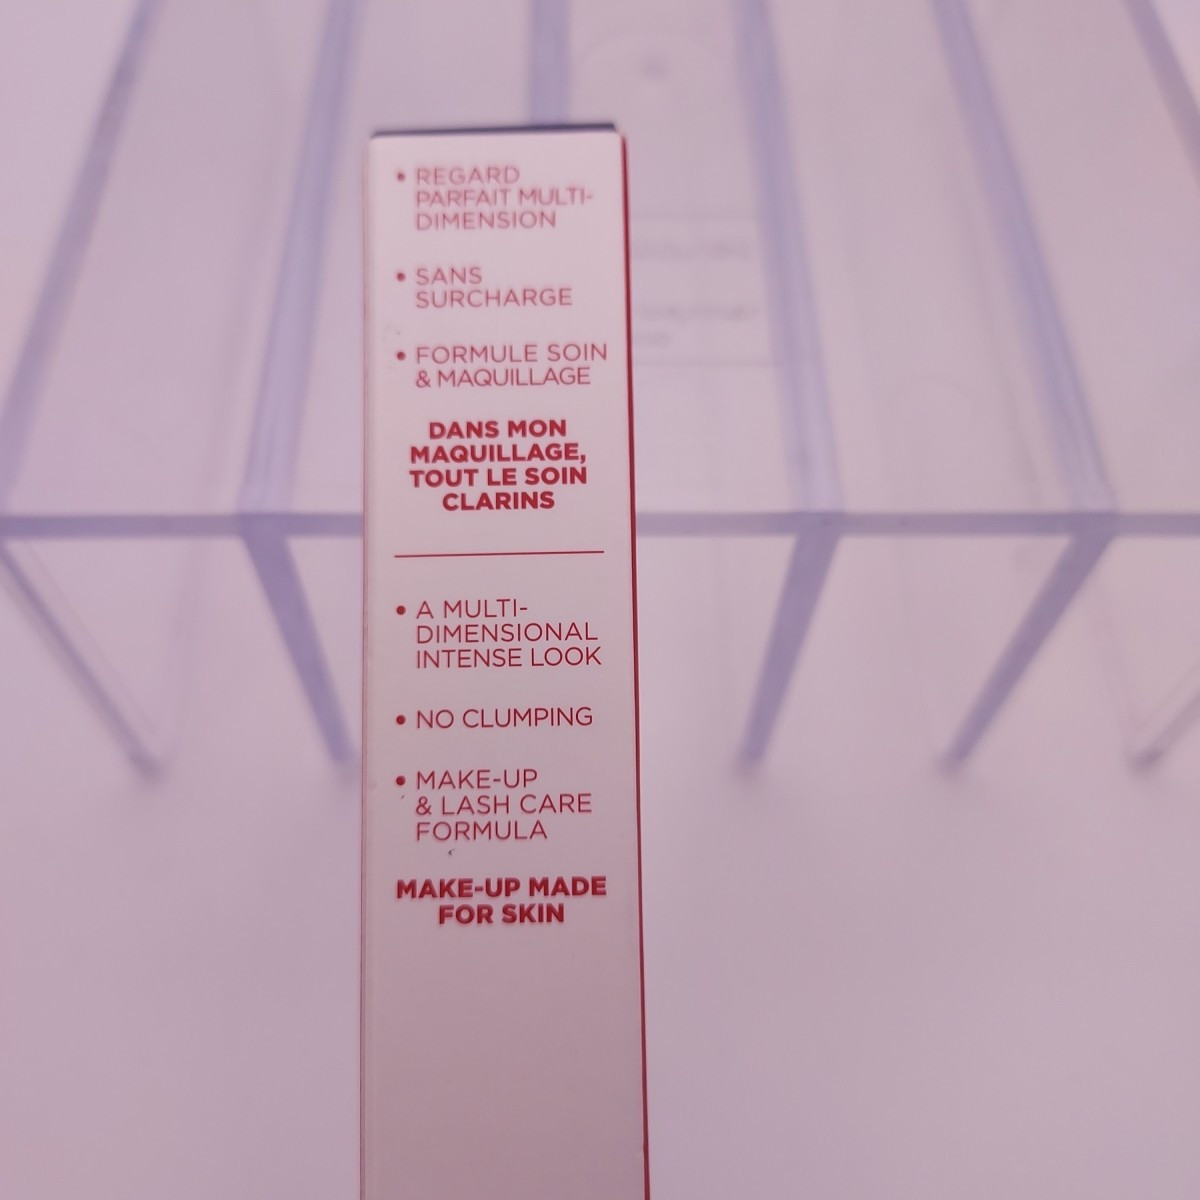 • REGARD
PARFAIT MULTI-
DIMENSION
• SANS
SURCHARGE
• FORMULE SOIN
& MAQUILLAGE
DANS MON
MAQUILLAGE,
TOUT LE SOIN
CLARINS
• A MULTI-
DIMENSIONAL
INTENSE LOOK
• NO CLUMPING
• MAKE-UP
& LASH CARE
FORMULA
MAKE-UP MADE
FOR SKIN